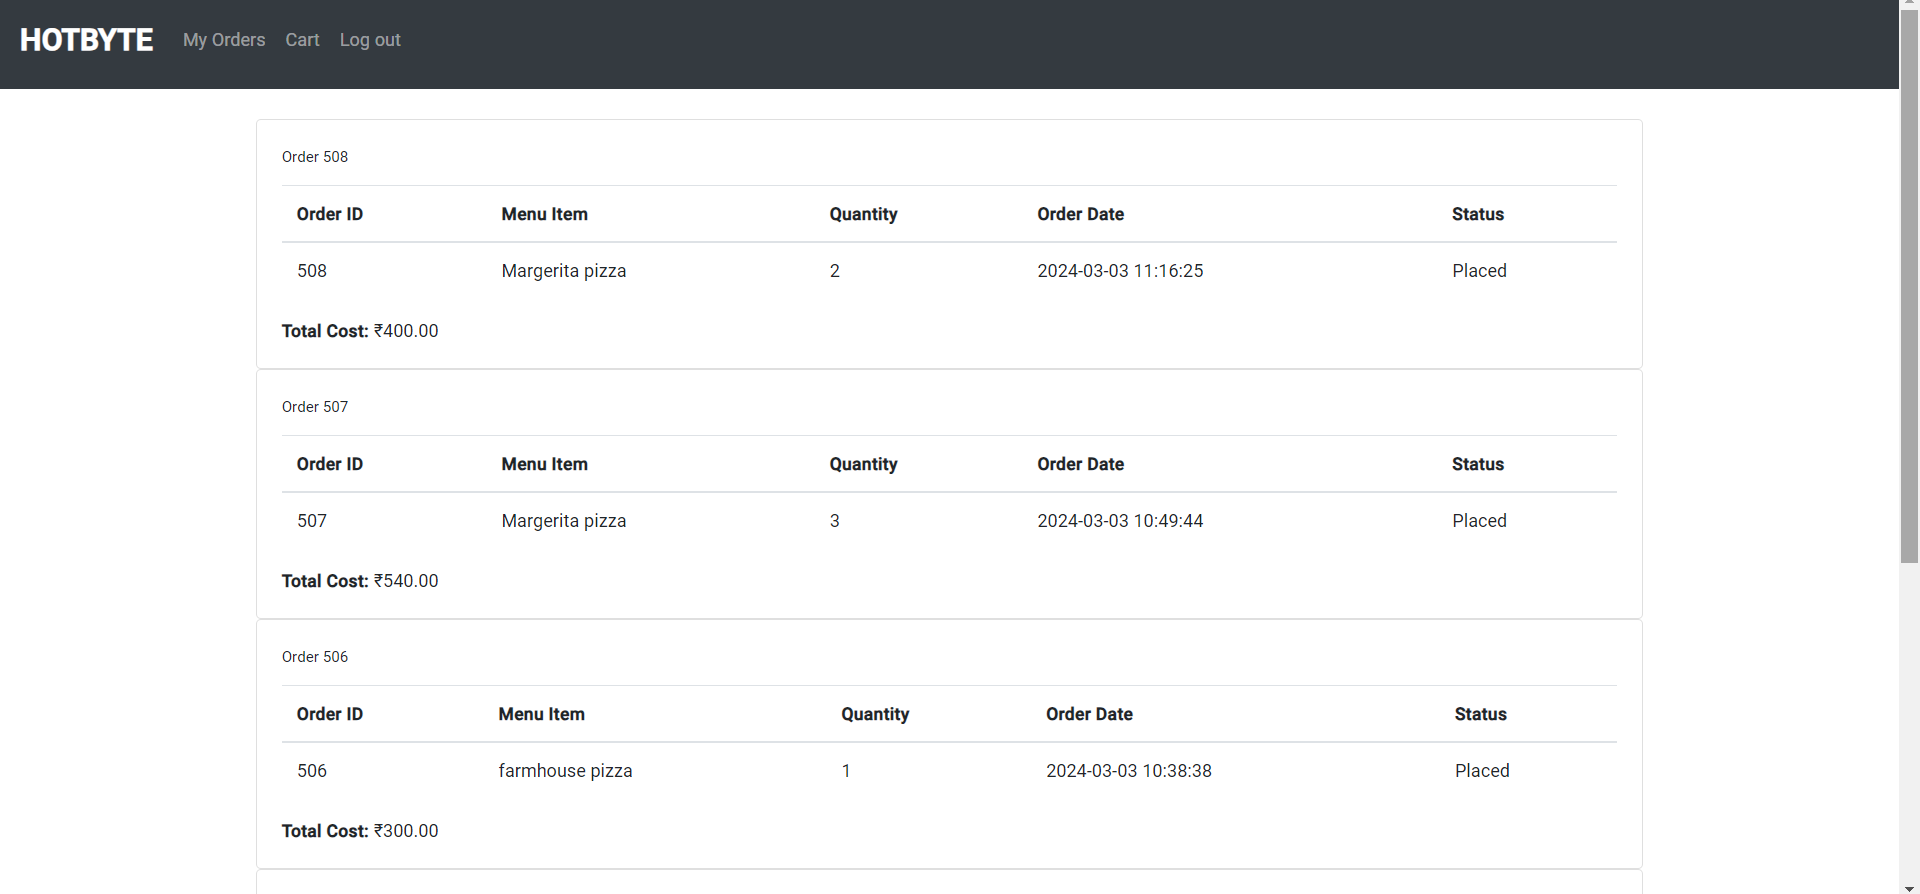 HOTBYTE My Orders Cart Log out
Order 508
Order ID Menu Item Quantity Order Date Status
508 Margerita pizza 2 2024-03-03 11:16:25 Placed
Total Cost: ₹400.00
Order 507
Order ID Menu Item Quantity Order Date Status
507 Margerita pizza 3 2024-03-03 10:49:44 Placed
Total Cost: ₹540.00
Order 506
Order ID Menu Item Quantity Order Date Status
506 farmhouse pizza 1 2024-03-03 10:38:38 Placed
Total Cost: ₹300.00